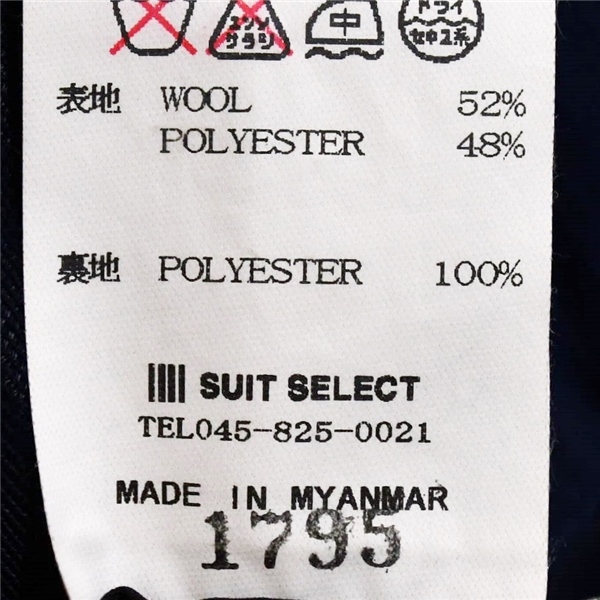 エンソ サラシ 中 ドライ セキユ系
表地 WOOL 52%
POLYESTER 48%
裏地 POLYESTER 100%
SUIT SELECT
TEL045-825-0021
MADE IN MYANMAR
1795